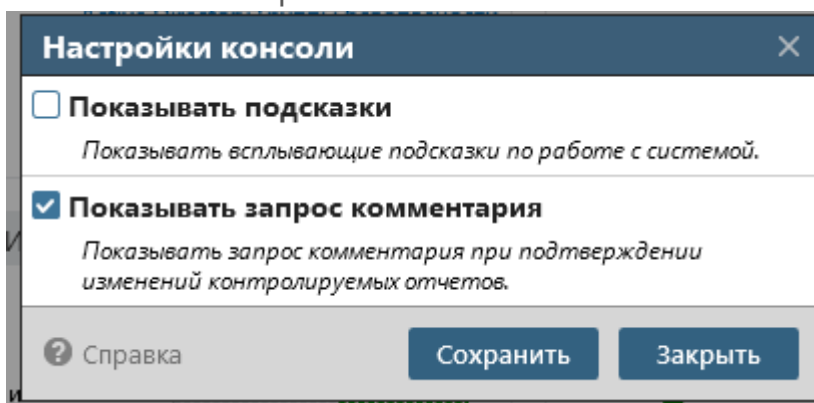 Настройки консоли
Показывать подсказки
Показывать всплывающие подсказки по работе с системой.
Показывать запрос комментария
Показывать запрос комментария при подтверждении
изменений контролируемых отчетов.
Справка
Сохранить
Закрыть